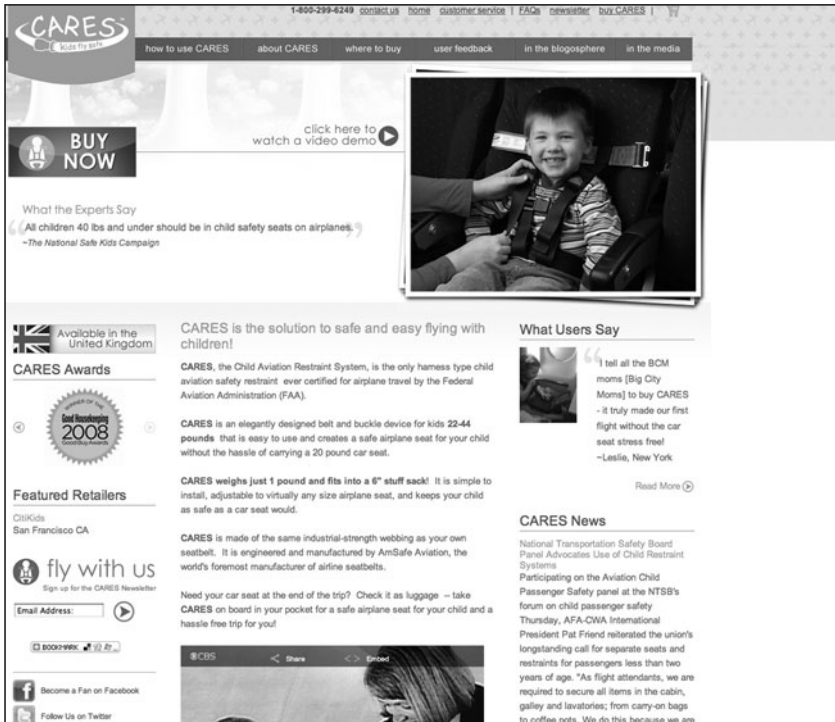 1-800-299-6249 contact us home customer service | FAQs newsletter buy CARES |
CARES™
kids fly safe
how to use CARES about CARES where to buy user feedback in the blogosphere in the media
click here to
watch a video demo
BUY
NOW
What the Experts Say
“All children 40 lbs and under should be in child safety seats on airplanes.”
~The National Safe Kids Campaign
Available in the
United Kingdom
CARES Awards
WINNER OF THE
Good Housekeeping
2008
Good Buy Awards
Featured Retailers
CitiKids
San Francisco CA
fly with us
Sign up for the CARES Newsletter
Email Address:
BOOKMARK
Become a Fan on Facebook
Follow Us on Twitter
CARES is the solution to safe and easy flying with
children!
CARES, the Child Aviation Restraint System, is the only harness type child
aviation safety restraint ever certified for airplane travel by the Federal
Aviation Administration (FAA).
CARES is an elegantly designed belt and buckle device for kids 22-44
pounds that is easy to use and creates a safe airplane seat for your child
without the hassle of carrying a 20 pound car seat.
CARES weighs just 1 pound and fits into a 6" stuff sack! It is simple to
install, adjustable to virtually any size airplane seat, and keeps your child
as safe as a car seat would.
CARES is made of the same industrial-strength webbing as your own
seatbelt. It is engineered and manufactured by AmSafe Aviation, the
world's foremost manufacturer of airline seatbelts.
Need your car seat at the end of the trip? Check it as luggage -- take
CARES on board in your pocket for a safe airplane seat for your child and a
hassle free trip for you!
CBS Share <> Embed
What Users Say
“I tell all the BCM
moms [Big City
Moms] to buy CARES
- it truly made our first
flight without the car
seat stress free!
~Leslie, New York
Read More
CARES News
National Transportation Safety Board
Panel Advocates Use of Child Restraint
Systems
Participating on the Aviation Child
Passenger Safety panel at the NTSB's
forum on child passenger safety
Thursday, AFA-CWA International
President Pat Friend reiterated the union's
longstanding call for separate seats and
restraints for passengers less than two
years of age. "As flight attendants, we are
required to secure all items in the cabin,
galley and lavatories; from carry-on bags
to coffee pots. We do this because we are